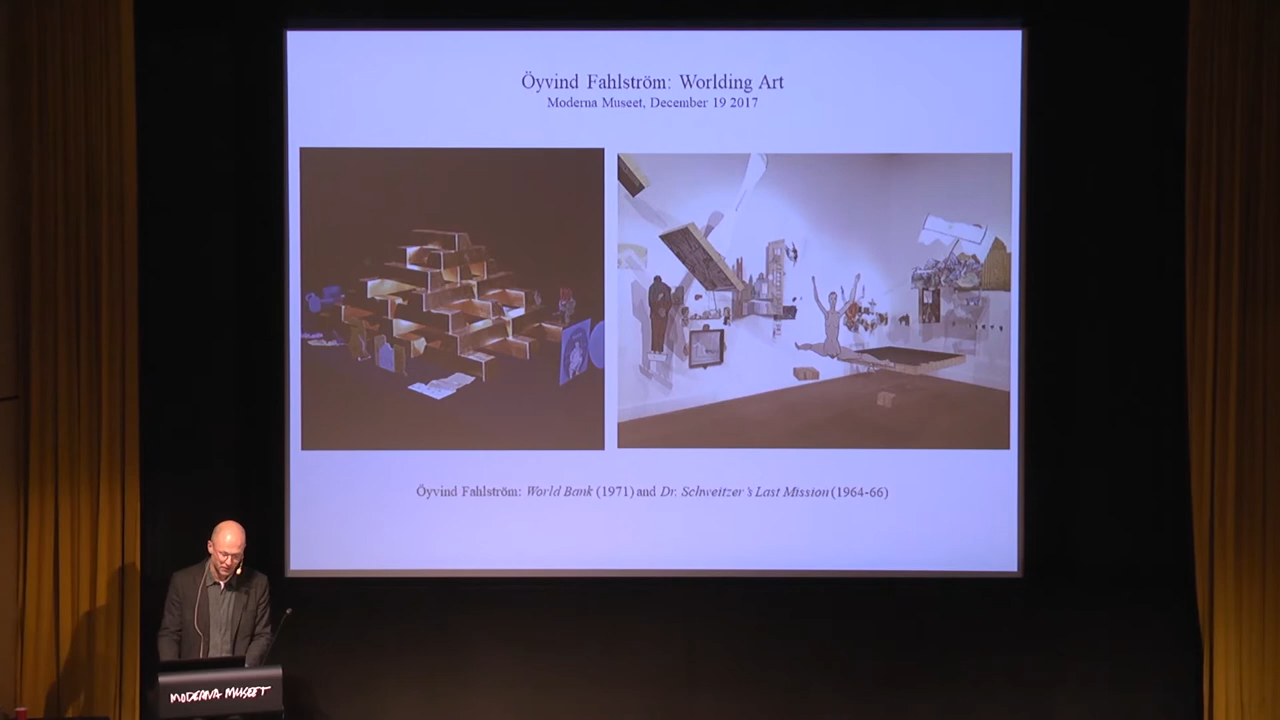 Öyvind Fahlström: Worlding Art
Moderna Museet, December 19 2017
Öyvind Fahlström: World Bank (1971) and Dr. Schweitzer's Last Mission (1964-66)
MODERNA MUSEET